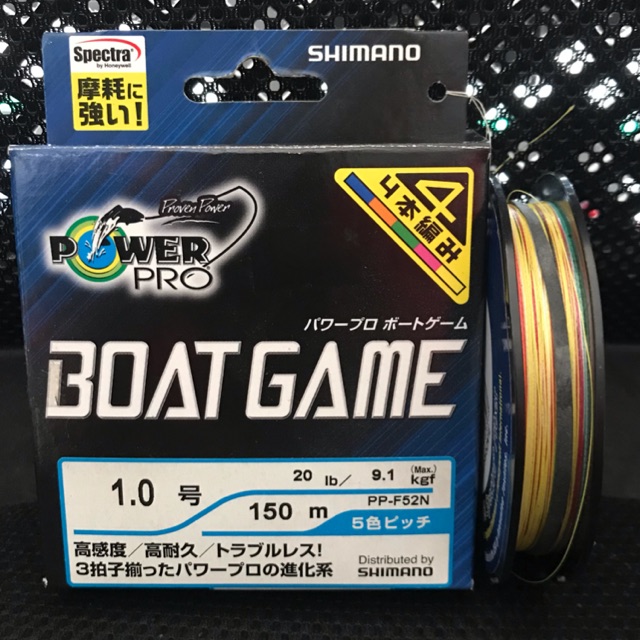 Spectra
by Honeywell
摩耗に
強い!
SHIMANO
Proven Power
POWER
PRO
4
4本編み
パワープロ ボートゲーム
BOAT GAME
1.0 号
20 lb/ 9.1 (Max.) kgf
150 m
PP-F52N
5色ピッチ
高感度/高耐久/トラブルレス!
3拍子揃ったパワープロの進化系
Distributed by
SHIMANO